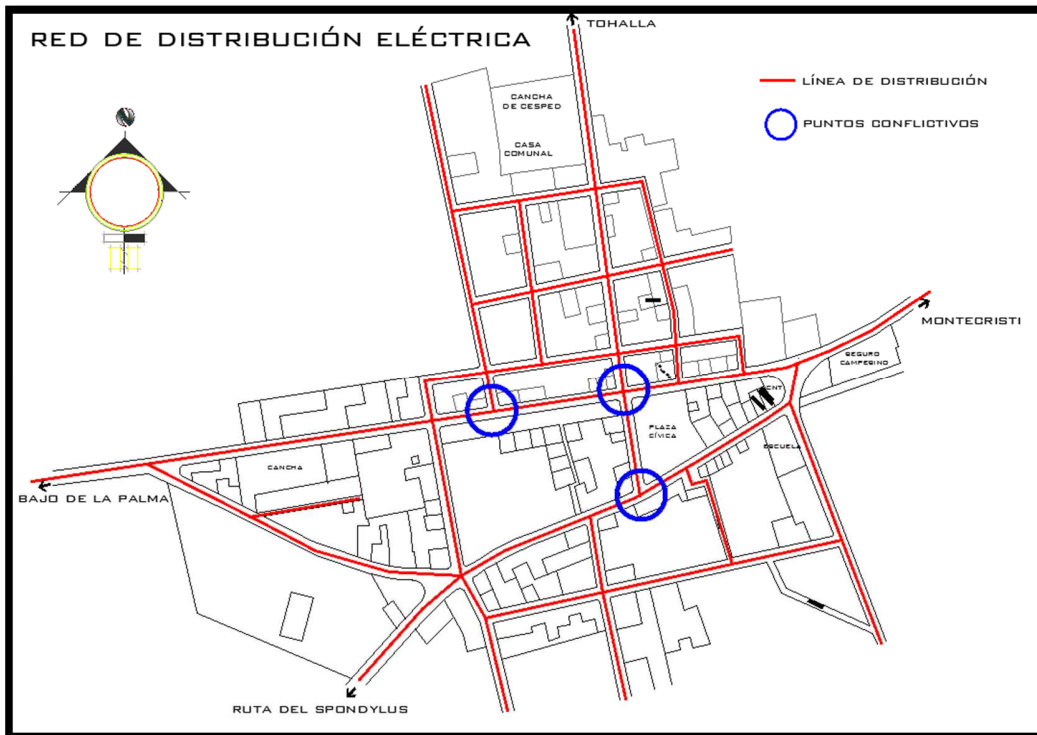 RED DE DISTRIBUCIÓN ELÉCTRICA
TOHALLA
LÍNEA DE DISTRIBUCIÓN
PUNTOS CONFLICTIVOS
CANCHA
DE CESPED
CASA
COMUNAL
MONTECRISTI
SEGURO
CAMPESINO
CNT
PLAZA
CÍVICA
ESCUELA
CANCHA
BAJO DE LA PALMA
RUTA DEL SPONDYLUS